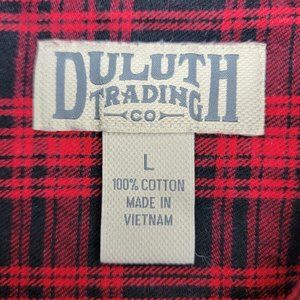 DULUTH
TRADING
CO
L
100% COTTON
MADE IN
VIETNAM